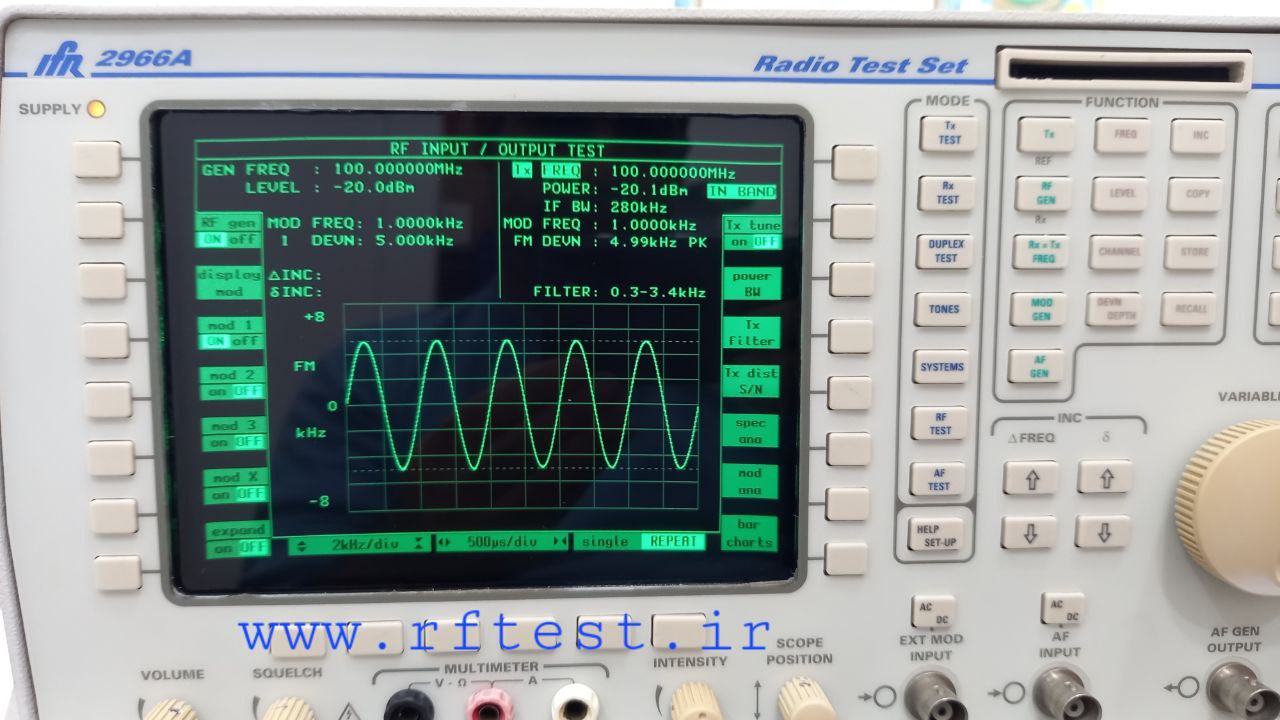 ifr 2966A
Radio Test Set
SUPPLY
RF INPUT / OUTPUT TEST
GEN FREQ : 100.000000MHz
LEVEL : -20.0dBm
Tx FREQ : 100.000000MHz
POWER: -20.1dBm IN BAND
IF BW: 280kHz
MOD FREQ: 1.0000kHz
1 DEVN: 5.000kHz
MOD FREQ : 1.0000kHz
FM DEVN : 4.99kHz PK
ΔINC:
δINC:
FILTER: 0.3-3.4kHz
RF gen
ON off
display
mod
mod 1
ON off
mod 2
on OFF
mod 3
on OFF
mod X
on OFF
expand
on OFF
+8
FM
0
kHz
-8
Tx tune
on OFF
power
BW
Tx
filter
Tx dist
S/N
spec
ana
mod
ana
bar
charts
2kHz/div
500µs/div
single REPEAT
MODE
Tx
TEST
Rx
TEST
DUPLEX
TEST
TONES
SYSTEMS
RF
TEST
AF
TEST
HELP
SET-UP
FUNCTION
Tx
FREQ
INC
REF
RF
GEN
LEVEL
COPY
Rx
Rx=Tx
FREQ
CHANNEL
STORE
MOD
GEN
DEVN
DEPTH
RECALL
AF
GEN
INC
ΔFREQ
δ
VARIABL
www.rftest.ir
VOLUME
SQUELCH
MULTIMETER
V - Ω
A
INTENSITY
SCOPE
POSITION
AC
DC
EXT MOD
INPUT
AC
DC
AF
INPUT
AF GEN
OUTPUT